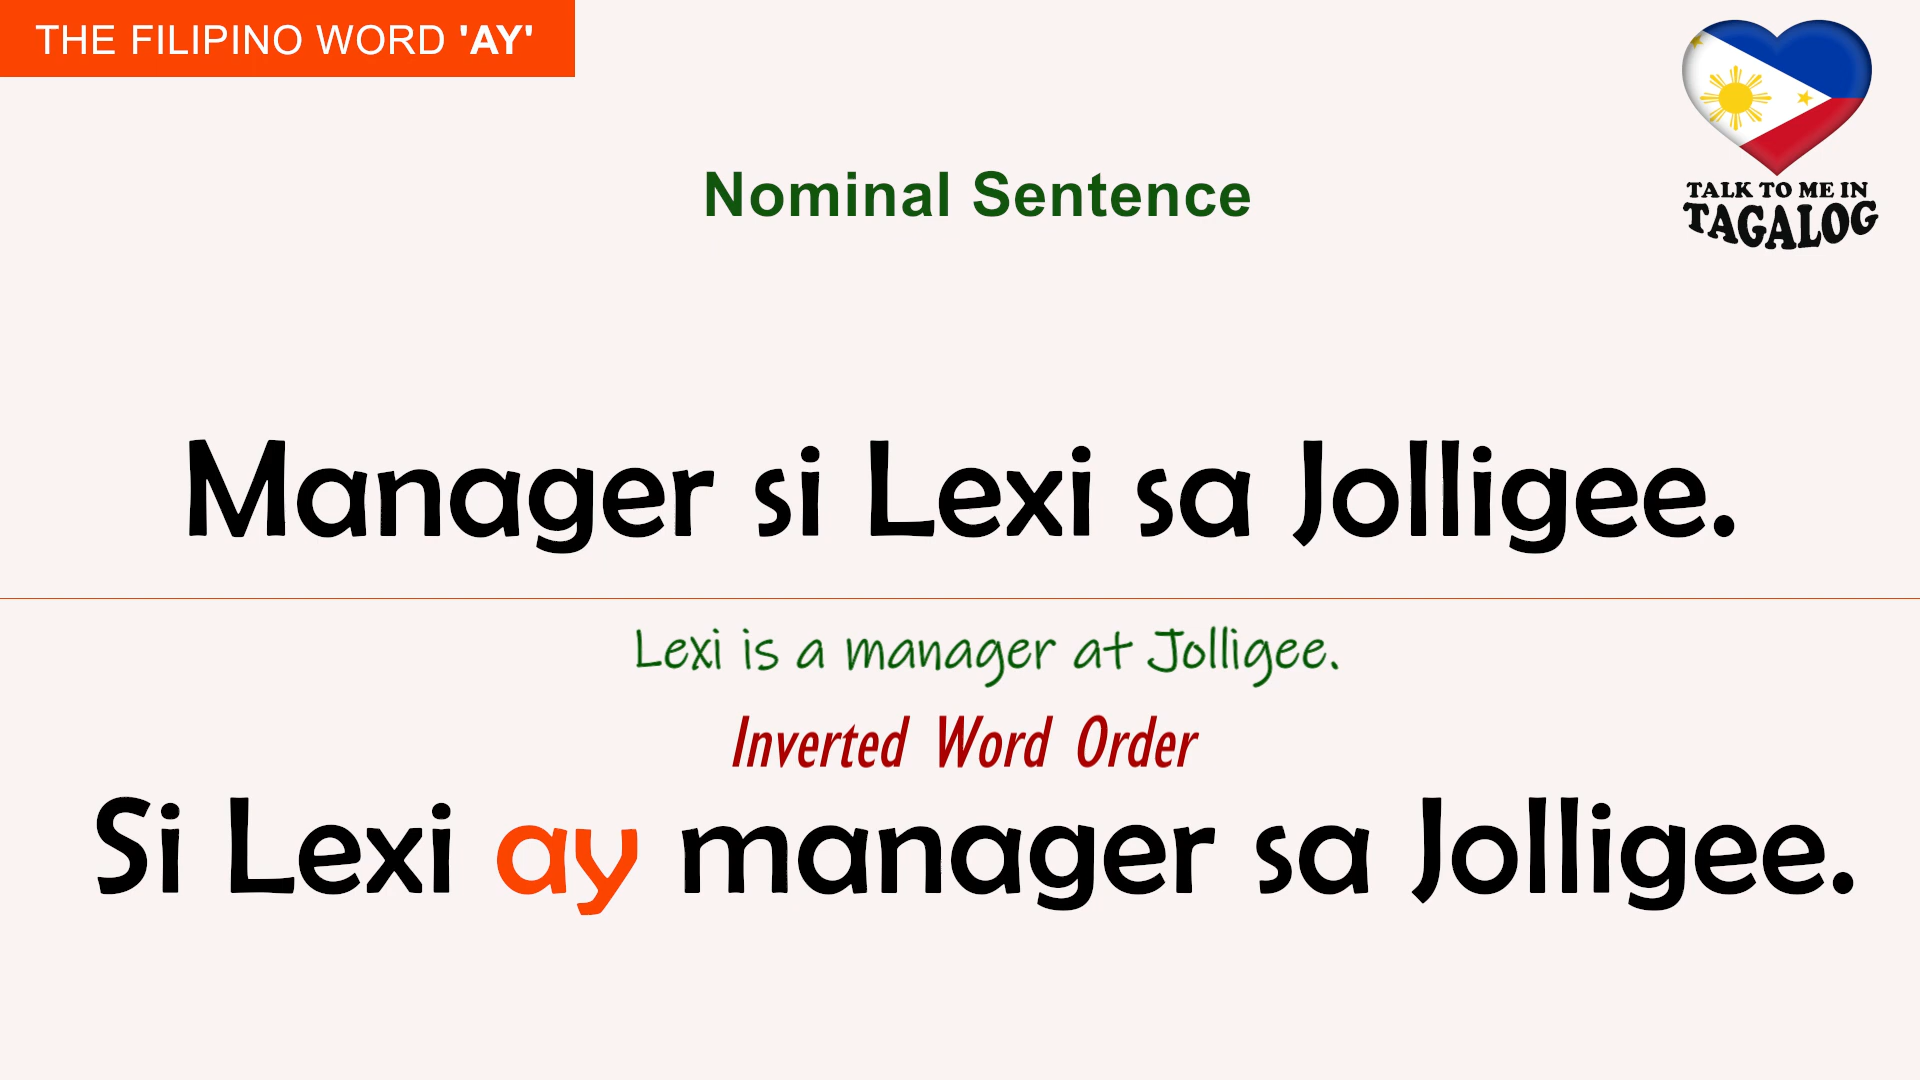 THE FILIPINO WORD 'AY'
TALK TO ME IN
TAGALOG
Nominal Sentence
Manager si Lexi sa Jolligee.
Lexi is a manager at Jolligee.
Inverted Word Order
Si Lexi ay manager sa Jolligee.